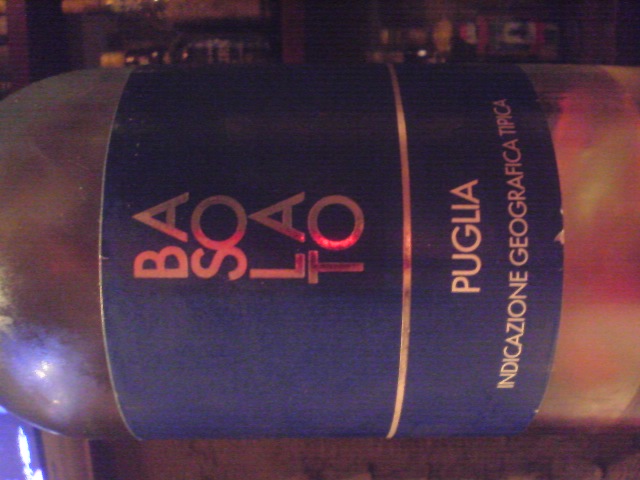 BA
SO
LA
TO
PUGLIA
INDICAZIONE GEOGRAFICA TIPICA